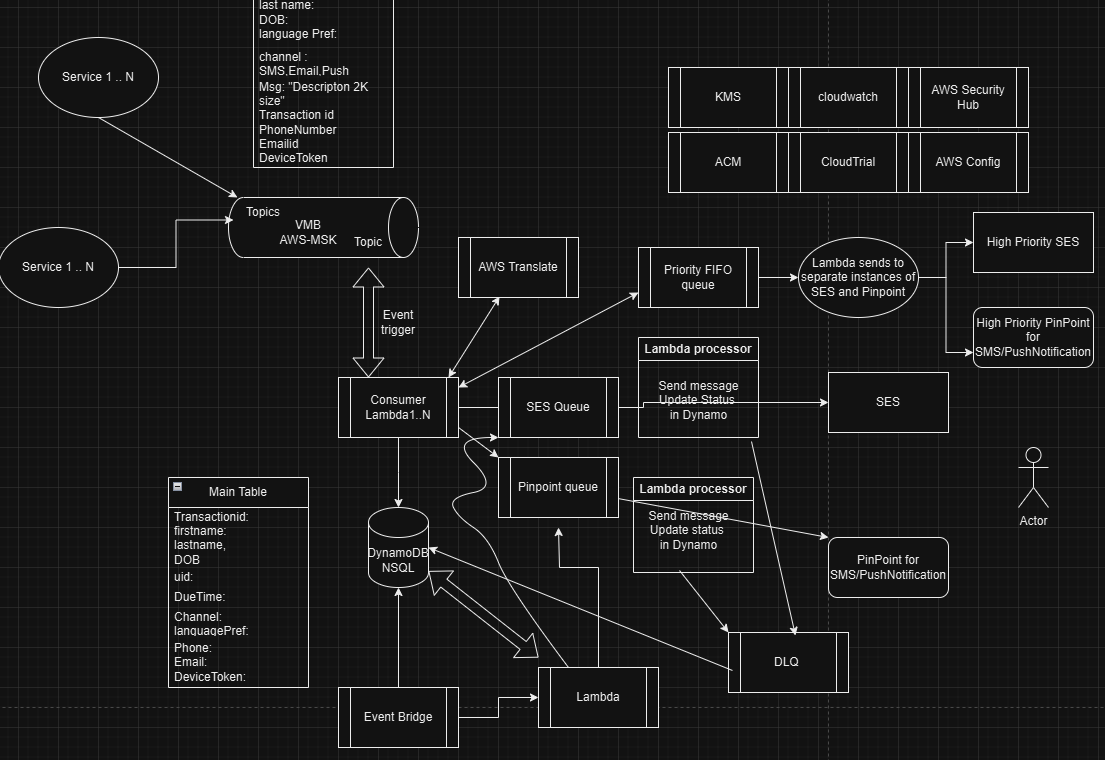 last name:
DOB:
language Pref:
channel :
SMS,Email,Push
Msg: "Descripton 2K
size"
Transaction id
PhoneNumber
Emailid
DeviceToken
Service 1 .. N
KMS
cloudwatch
AWS Security
Hub
ACM
CloudTrial
AWS Config
Topics
VMB
AWS-MSK
Topic
Service 1 .. N
AWS Translate
Priority FIFO
queue
Lambda sends to
separate instances of
SES and Pinpoint
High Priority SES
High Priority PinPoint
for
SMS/PushNotification
Event
trigger
Lambda processor
Send message
Update Status
in Dynamo
Consumer
Lambda1..N
SES Queue
SES
Pinpoint queue
Lambda processor
Send message
Update status
in Dynamo
Actor
Main Table
Transactionid:
firstname:
lastname,
DOB
uid:
DueTime:
Channel:
languagePref:
Phone:
Email:
DeviceToken:
DynamoDB
NSQL
PinPoint for
SMS/PushNotification
DLQ
Lambda
Event Bridge